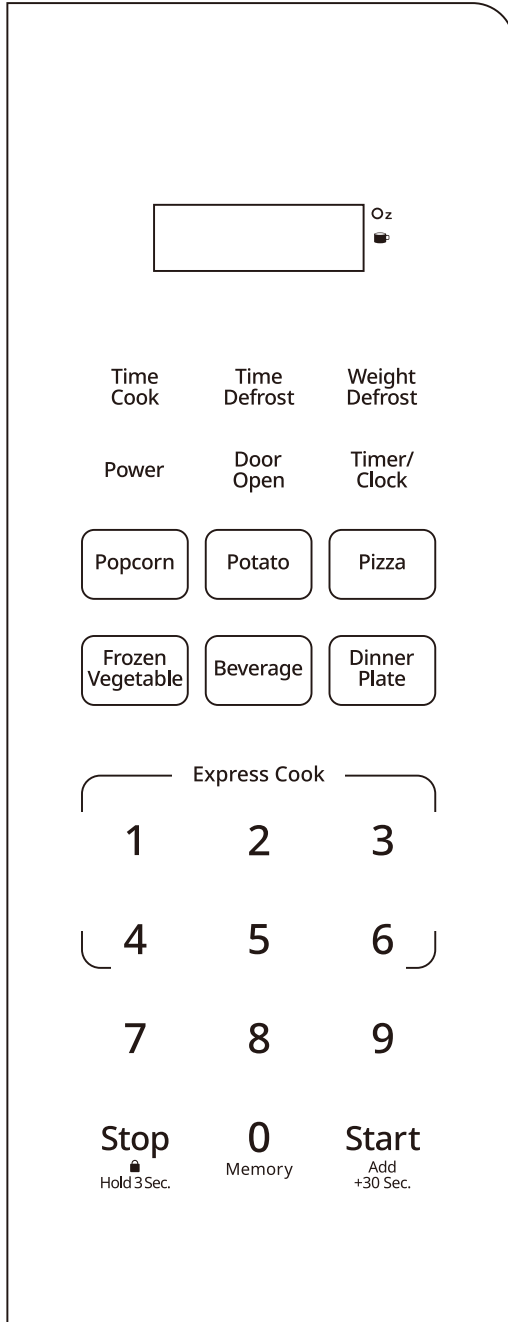 Oz
Time Cook
Time Defrost
Weight Defrost
Power
Door Open
Timer/ Clock
Popcorn
Potato
Pizza
Frozen Vegetable
Beverage
Dinner Plate
Express Cook
1 2 3
4 5 6
7 8 9
Stop
Hold 3 Sec.
0
Memory
Start
Add
+30 Sec.